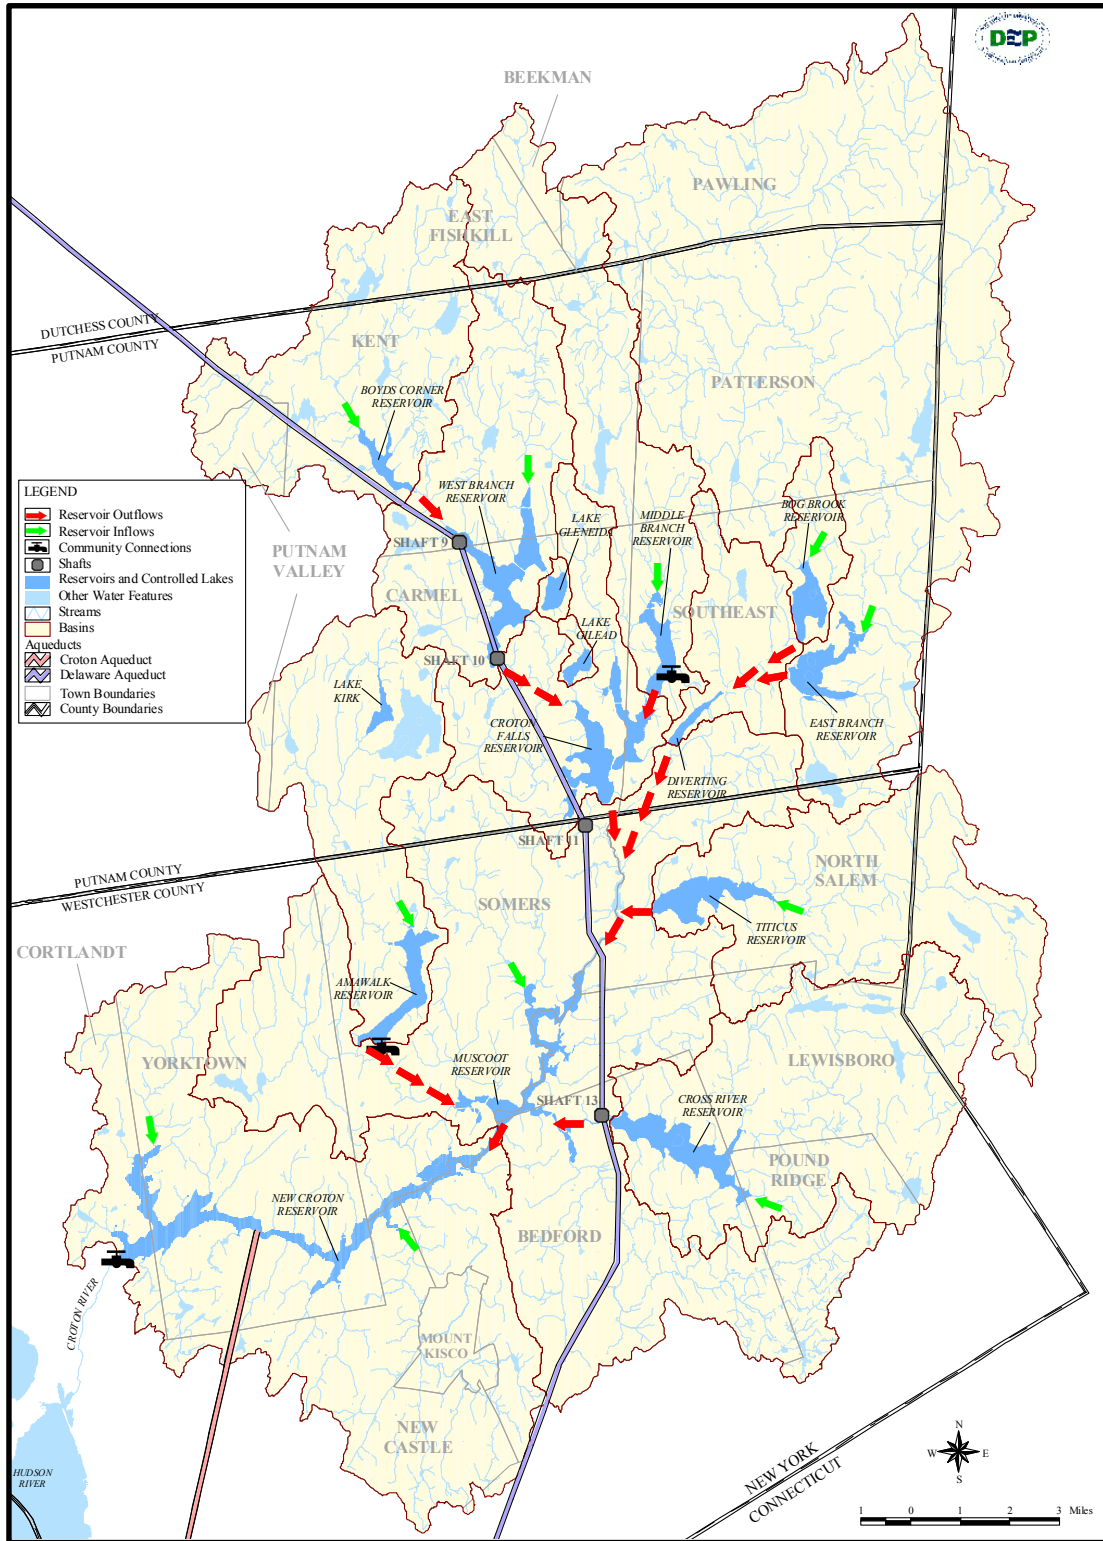 DEP
BEEKMAN
PAWLING
EAST
FISHKILL
DUTCHESS COUNTY
PUTNAM COUNTY
KENT
PATTERSON
BOYDS CORNER
RESERVOIR
LEGEND
Reservoir Outflows
Reservoir Inflows
Community Connections
Shafts
Reservoirs and Controlled Lakes
Other Water Features
Streams
Basins
Aqueducts
Croton Aqueduct
Delaware Aqueduct
Town Boundaries
County Boundaries
WEST BRANCH
RESERVOIR
LAKE
GLENEIDA
MIDDLE
BRANCH
RESERVOIR
BOG BROOK
RESERVOIR
SHAFT 9
PUTNAM
VALLEY
CARMEL
SOUTHEAST
LAKE
GILEAD
SHAFT 10
LAKE
KIRK
CROTON
FALLS
RESERVOIR
EAST BRANCH
RESERVOIR
DIVERTING
RESERVOIR
SHAFT 11
PUTNAM COUNTY
WESTCHESTER COUNTY
NORTH
SALEM
SOMERS
TITICUS
RESERVOIR
CORTLANDT
AMAWALK
RESERVOIR
YORKTOWN
MUSCOOT
RESERVOIR
LEWISBORO
SHAFT 13
CROSS RIVER
RESERVOIR
POUND
RIDGE
NEW CROTON
RESERVOIR
BEDFORD
CROTON RIVER
MOUNT
KISCO
NEW
CASTLE
HUDSON
RIVER
NEW YORK
CONNECTICUT
N
W E
S
1 0 1 2 3 Miles